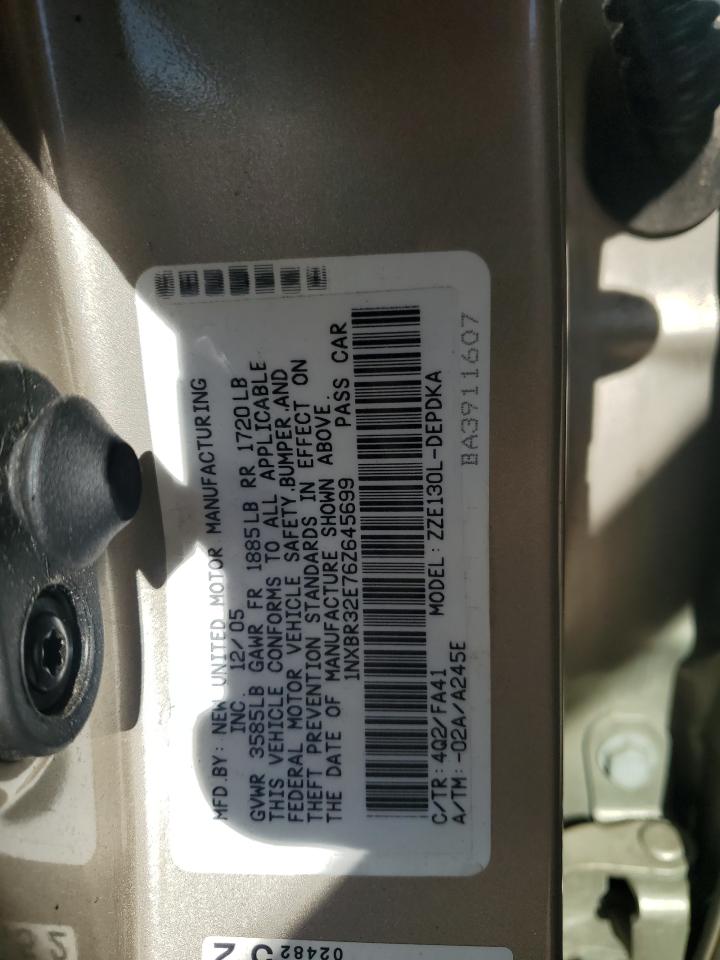 MFD.BY: NEW UNITED MOTOR MANUFACTURING
INC. 12/05
GVWR 3585LB GAWR FR 1885LB RR 1720LB
THIS VEHICLE CONFORMS TO ALL APPLICABLE
FEDERAL MOTOR VEHICLE SAFETY,BUMPER,AND
THEFT PREVENTION STANDARDS IN EFFECT ON
THE DATE OF MANUFACTURE SHOWN ABOVE.
1NXBR32E76Z645699 PASS CAR
C/TR: 4Q2/FA41 MODEL: ZZE130L-DEPDKA
A/TM: -02A/A245E
BA3911607
02482